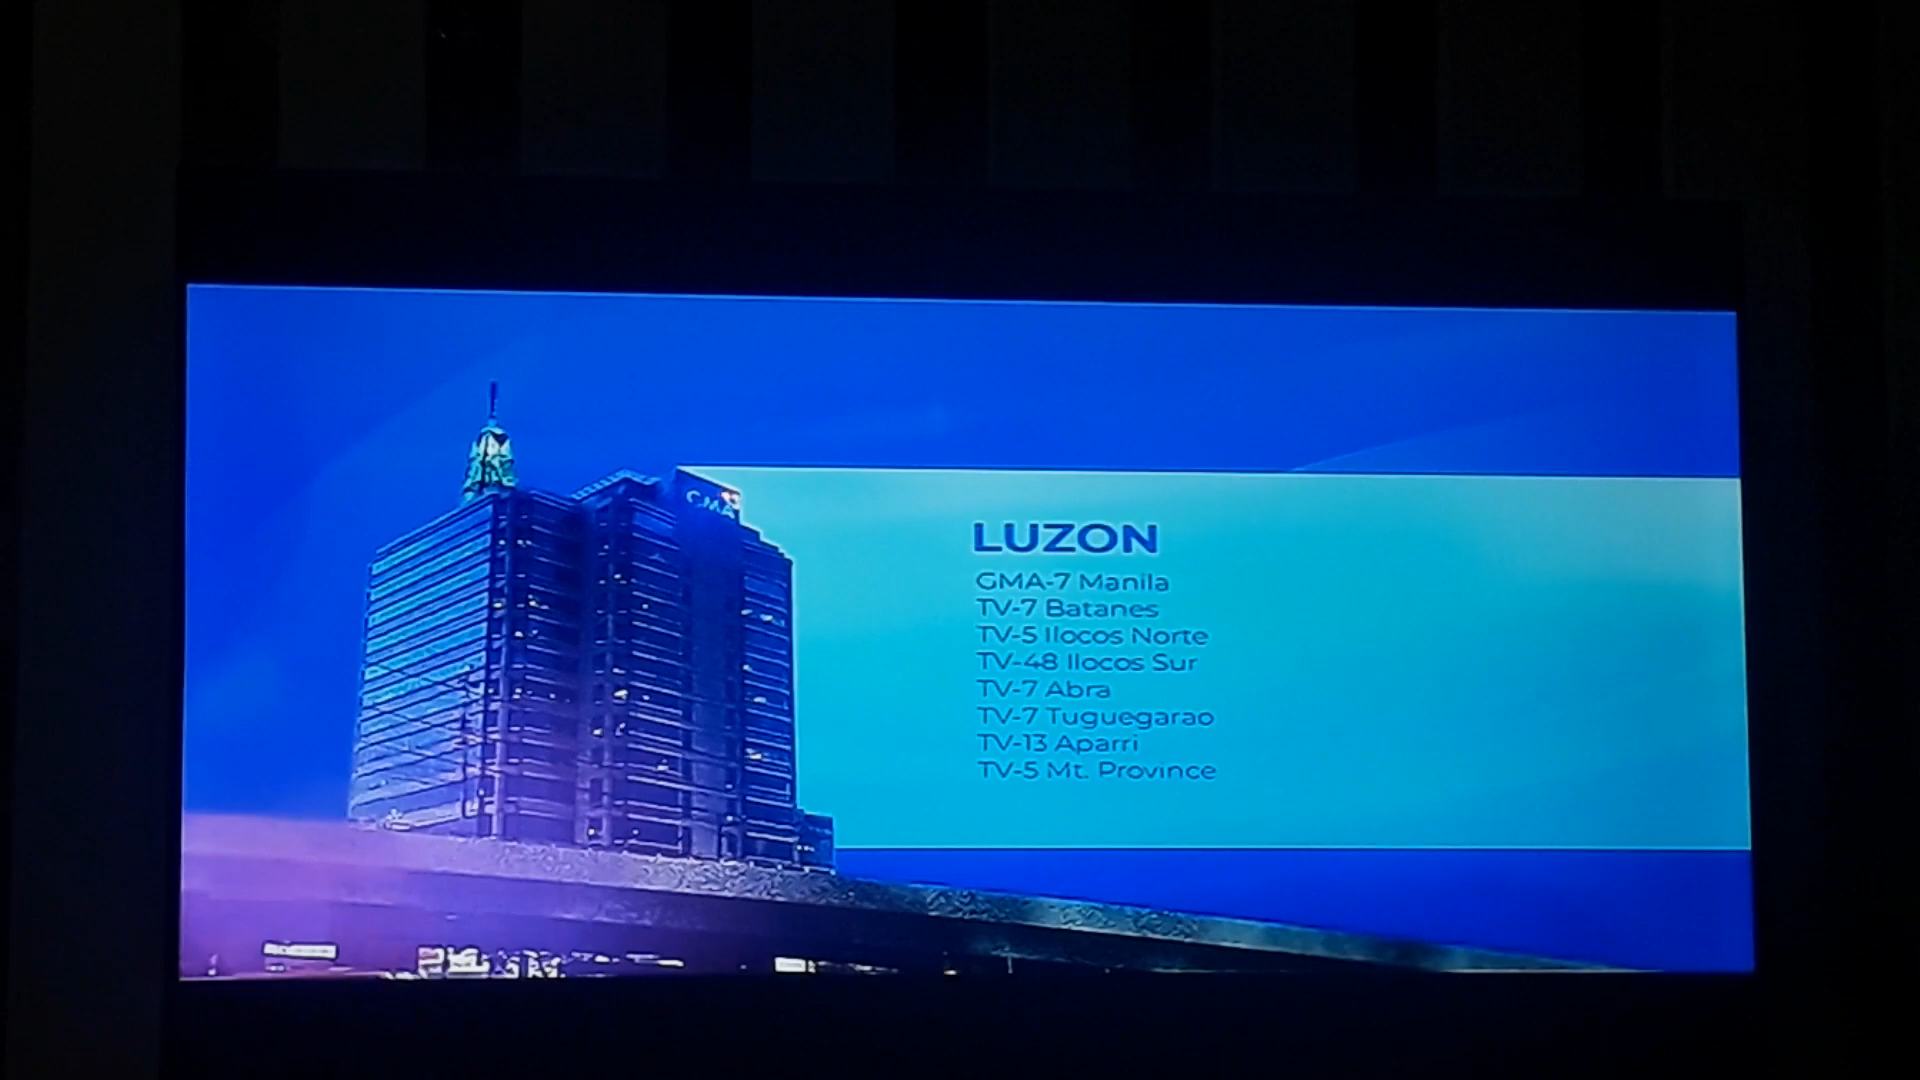 GMA
LUZON
GMA-7 Manila
TV-7 Batanes
TV-5 Ilocos Norte
TV-48 Ilocos Sur
TV-7 Abra
TV-7 Tuguegarao
TV-13 Aparri
TV-5 Mt. Province